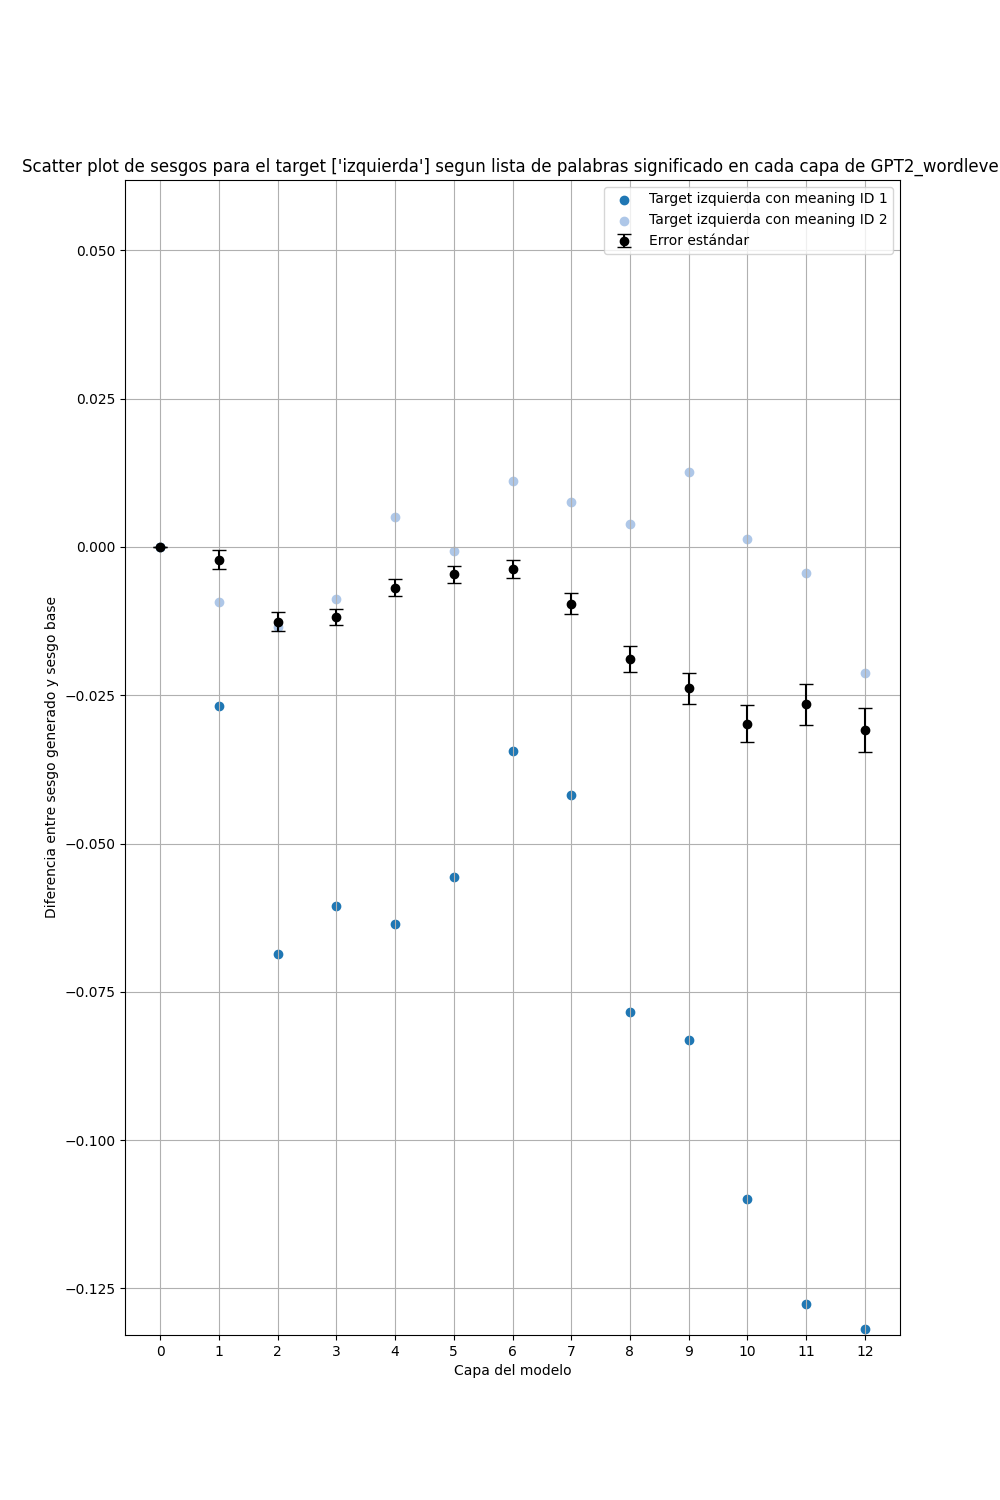 Scatter plot de sesgos para el target ['izquierda'] segun lista de palabras significado en cada capa de GPT2_wordleve
Target izquierda con meaning ID 1
Target izquierda con meaning ID 2
Error estándar
0.050
0.025
0.000
−0.025
−0.050
−0.075
−0.100
−0.125
Diferencia entre sesgo generado y sesgo base
0 1 2 3 4 5 6 7 8 9 10 11 12
Capa del modelo